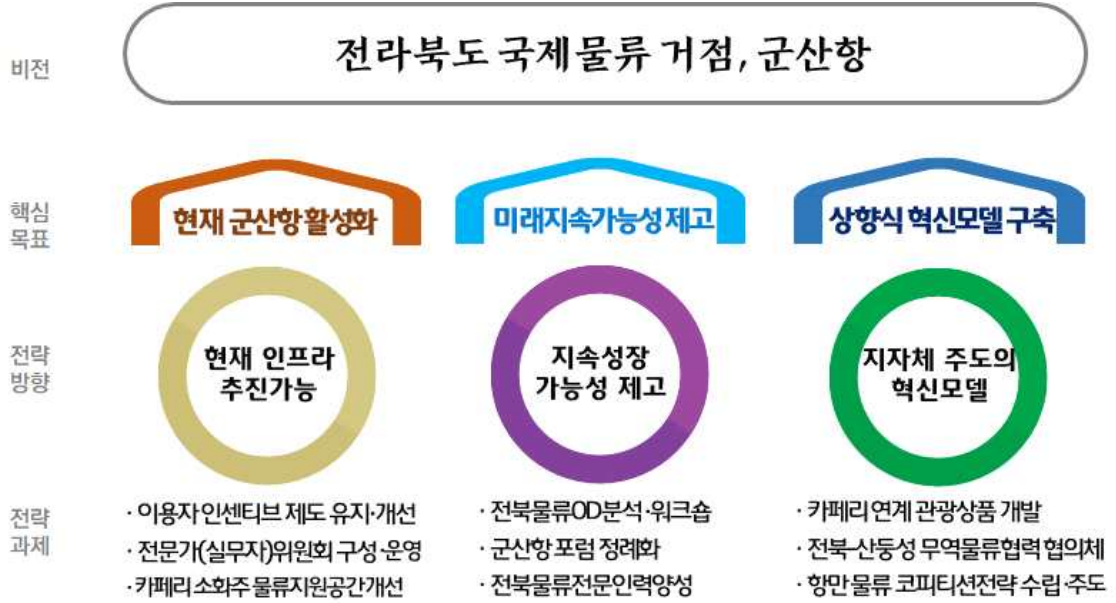 비전
전라북도 국제물류 거점, 군산항
핵심
목표
현재 군산항 활성화
미래지속가능성 제고
상향식 혁신모델 구축
전략
방향
현재 인프라
추진가능
지속성장
가능성 제고
지자체 주도의
혁신모델
전략
과제
· 이용자 인센티브 제도 유지·개선
· 전문가(실무자)위원회 구성·운영
· 카페리 소화주 물류지원공간개선
· 전북물류OD분석·워크숍
· 군산항 포럼 정례화
· 전북물류전문인력양성
· 카페리 연계 관광상품 개발
· 전북-산둥성 무역물류협력 협의체
· 항만물류 코피티션전략 수립·주도